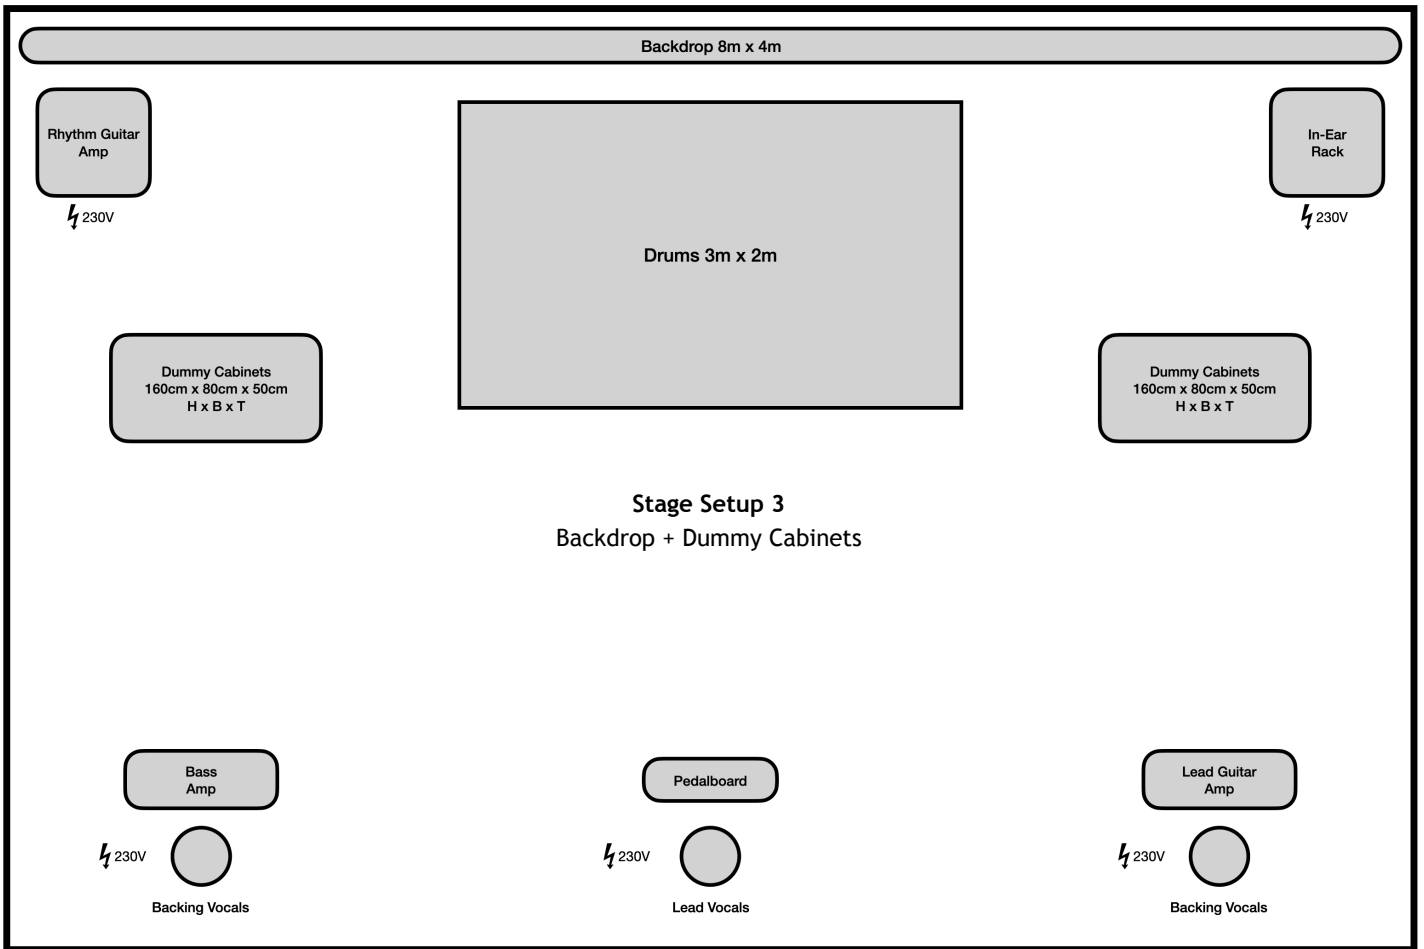 Backdrop 8m x 4m
Rhythm Guitar
Amp
In-Ear
Rack
230V
230V
Drums 3m x 2m
Dummy Cabinets
160cm x 80cm x 50cm
H x B x T
Dummy Cabinets
160cm x 80cm x 50cm
H x B x T
Stage Setup 3
Backdrop + Dummy Cabinets
Bass
Amp
Pedalboard
Lead Guitar
Amp
230V
230V
230V
Backing Vocals
Lead Vocals
Backing Vocals